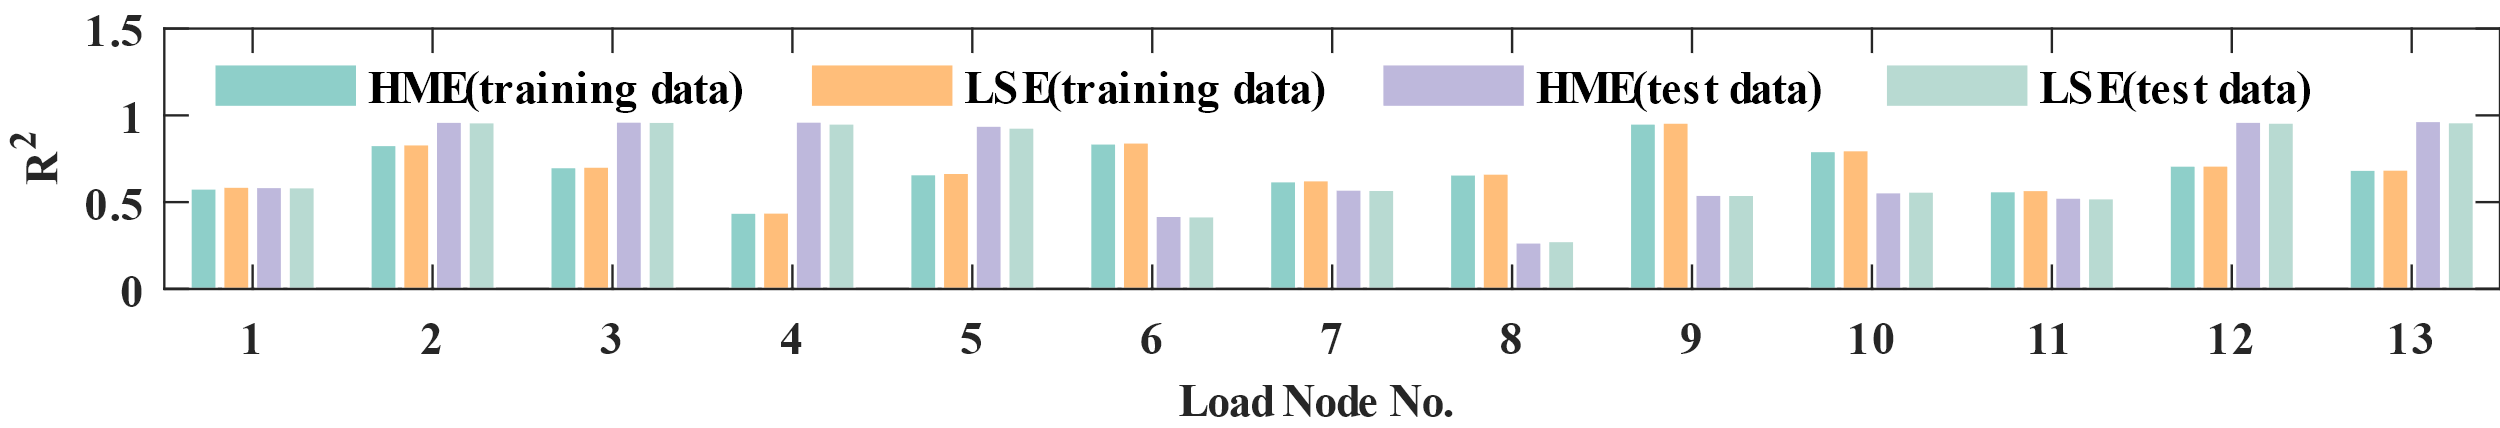 1.5
HME(training data) LSE(training data) HME(test data) LSE(test data)
1
R2
0.5
0
1 2 3 4 5 6 7 8 9 10 11 12 13
Load Node No.